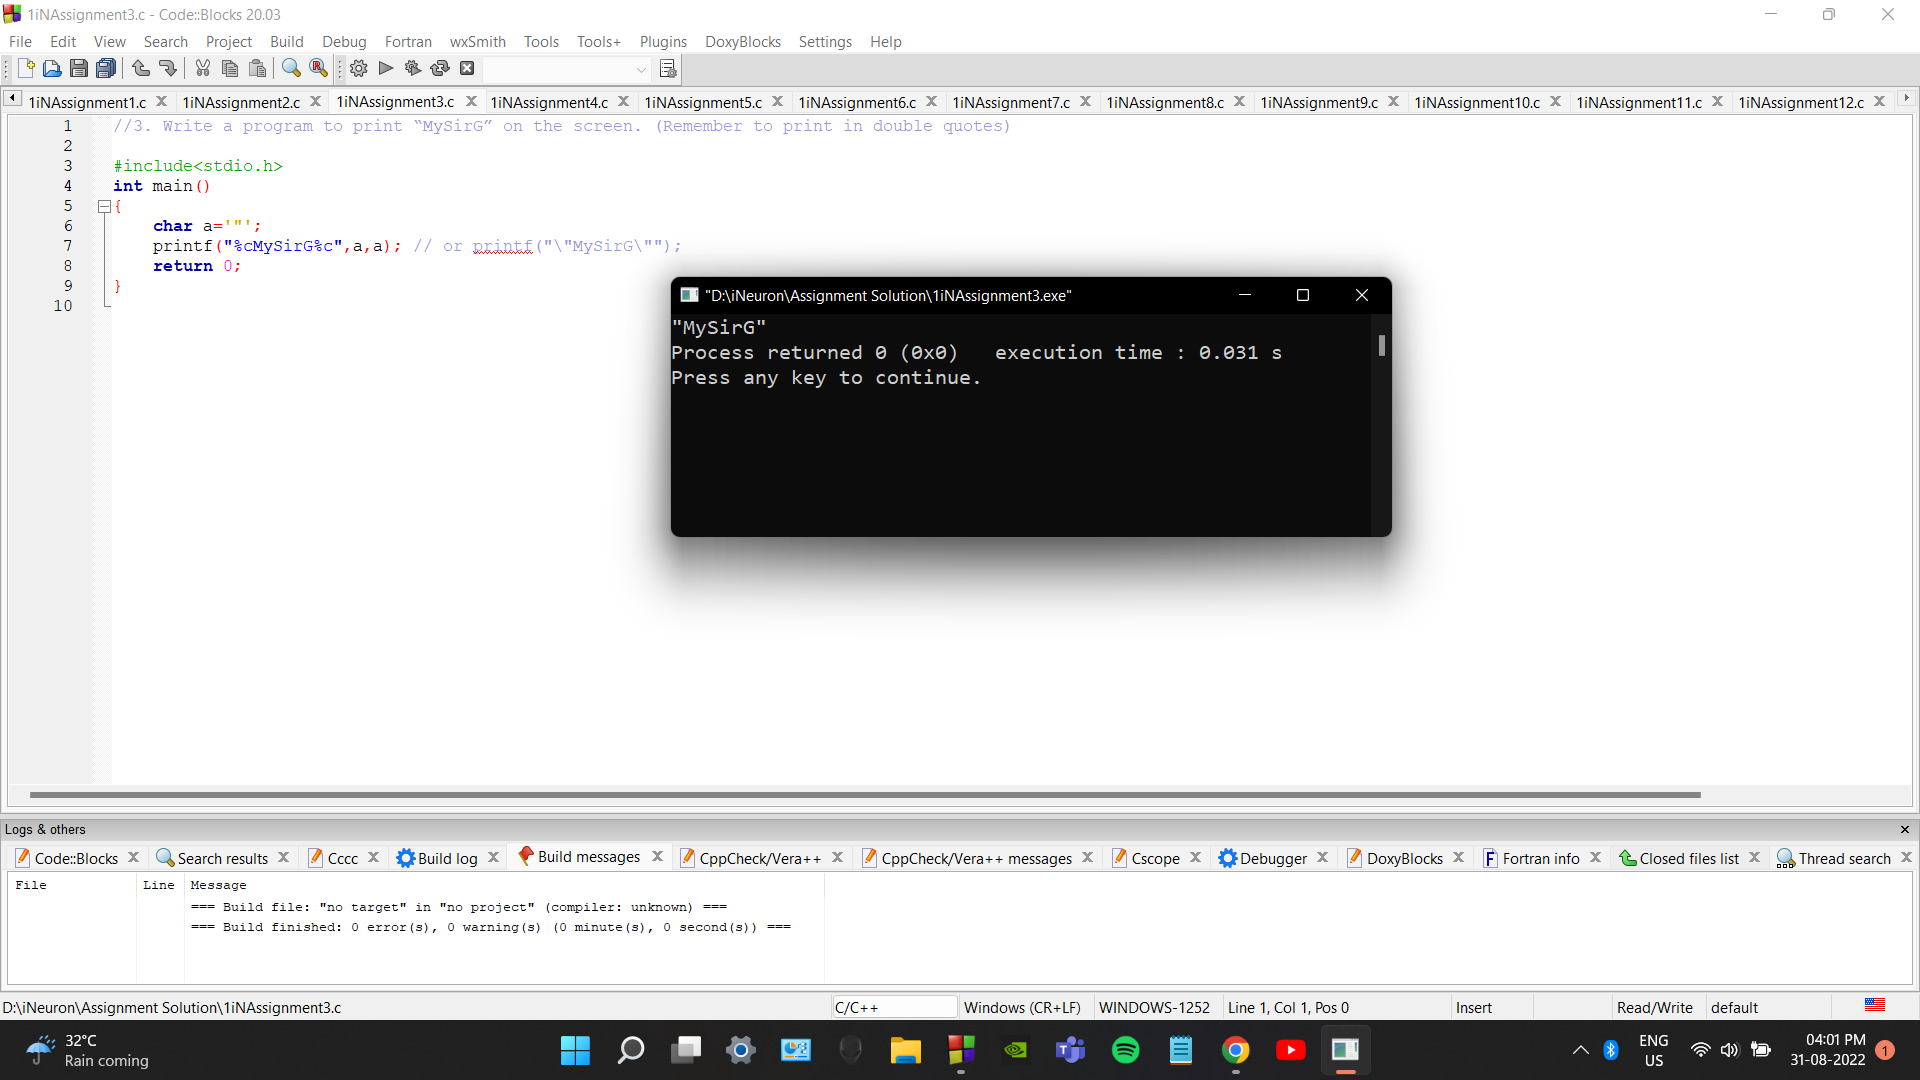 1iNAssignment3.c - Code::Blocks 20.03
File Edit View Search Project Build Debug Fortran wxSmith Tools Tools+ Plugins DoxyBlocks Settings Help
1iNAssignment1.c 1iNAssignment2.c 1iNAssignment3.c 1iNAssignment4.c 1iNAssignment5.c 1iNAssignment6.c 1iNAssignment7.c 1iNAssignment8.c 1iNAssignment9.c 1iNAssignment10.c 1iNAssignment11.c 1iNAssignment12.c
1 //3. Write a program to print “MySirG” on the screen. (Remember to print in double quotes)
2
3 #include<stdio.h>
4 int main()
5 {
6 char a='"';
7 printf("%cMySirG%c",a,a); // or printf("\"MySirG\"");
8 return 0;
9 }
10
"D:\iNeuron\Assignment Solution\1iNAssignment3.exe"
"MySirG"
Process returned 0 (0x0)   execution time : 0.031 s
Press any key to continue.
Logs & others
Code::Blocks Search results Cccc Build log Build messages CppCheck/Vera++ CppCheck/Vera++ messages Cscope Debugger DoxyBlocks Fortran info Closed files list Thread search
File Line Message
=== Build file: "no target" in "no project" (compiler: unknown) ===
=== Build finished: 0 error(s), 0 warning(s) (0 minute(s), 0 second(s)) ===
D:\iNeuron\Assignment Solution\1iNAssignment3.c C/C++ Windows (CR+LF) WINDOWS-1252 Line 1, Col 1, Pos 0 Insert Read/Write default
32°C
Rain coming
ENG
US
04:01 PM
31-08-2022
1